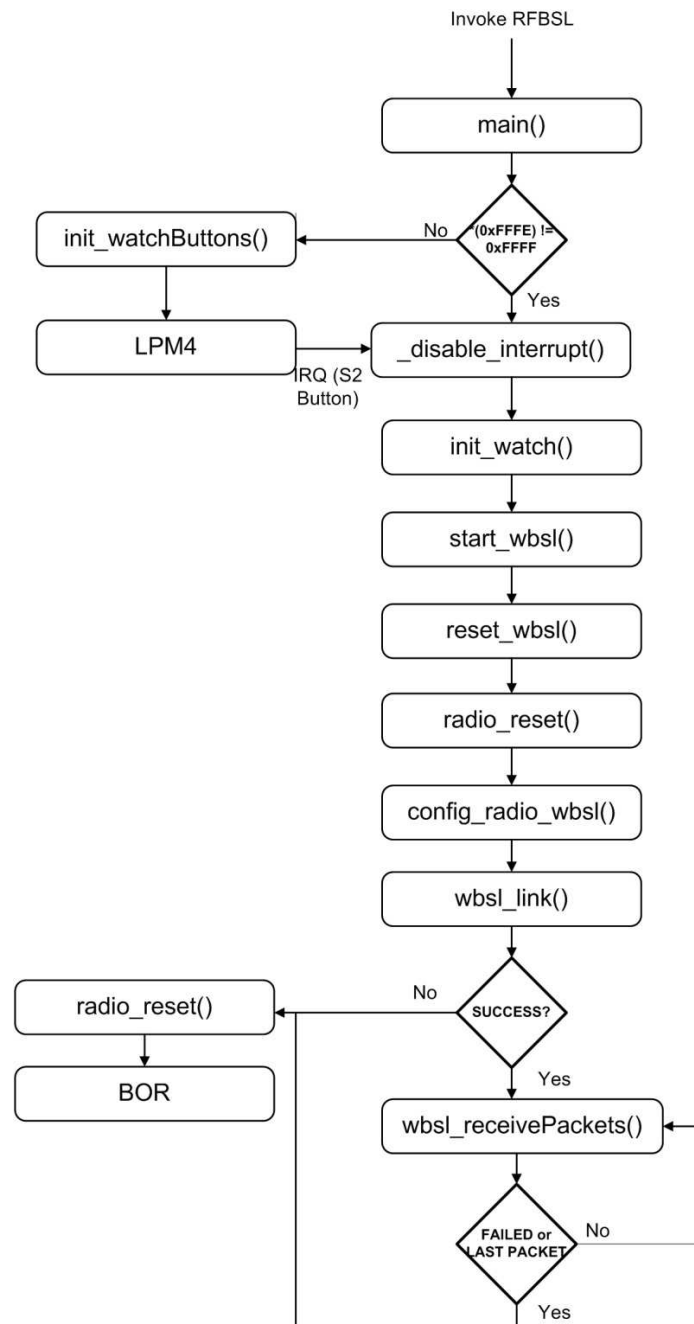 Invoke RFBSL
main()
*(0xFFFE) !=
0xFFFF
No
init_watchButtons()
Yes
LPM4
_disable_interrupt()
IRQ (S2
Button)
init_watch()
start_wbsl()
reset_wbsl()
radio_reset()
config_radio_wbsl()
wbsl_link()
No
radio_reset()
SUCCESS?
BOR
Yes
wbsl_receivePackets()
FAILED or
LAST PACKET
No
Yes